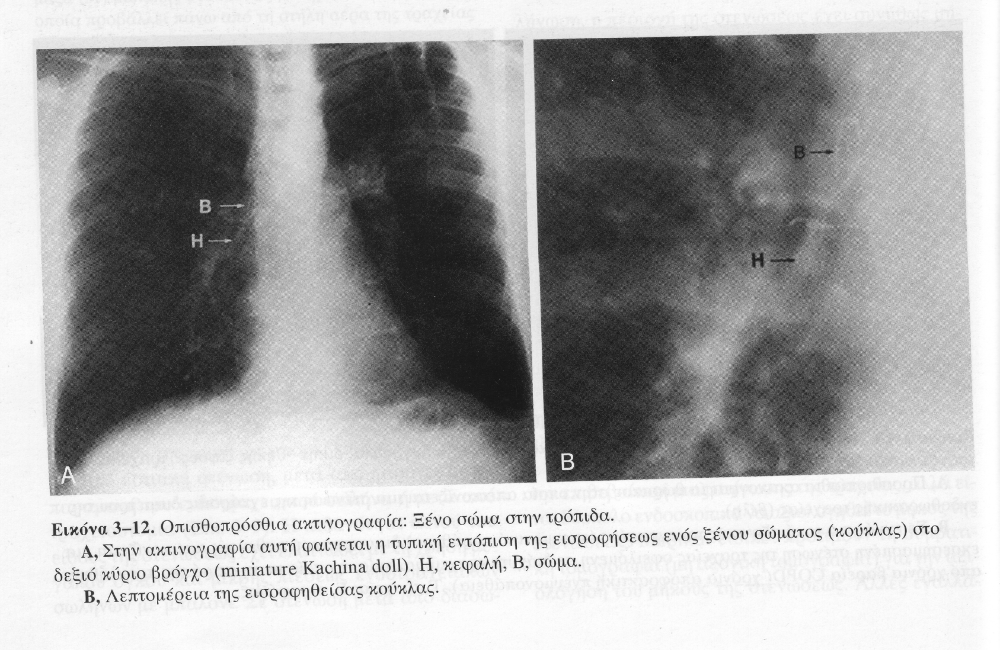 B
H
A
B
H
B
Εικόνα 3–12. Οπισθοπρόσθια ακτινογραφία: Ξένο σώμα στην τρόπιδα.
Α, Στην ακτινογραφία αυτή φαίνεται η τυπική εντόπιση της εισροφήσεως ενός ξένου σώματος (κούκλας) στο
δεξιό κύριο βρόγχο (miniature Kachina doll). Η, κεφαλή, Β, σώμα.
Β, Λεπτομέρεια της εισροφηθείσας κούκλας.